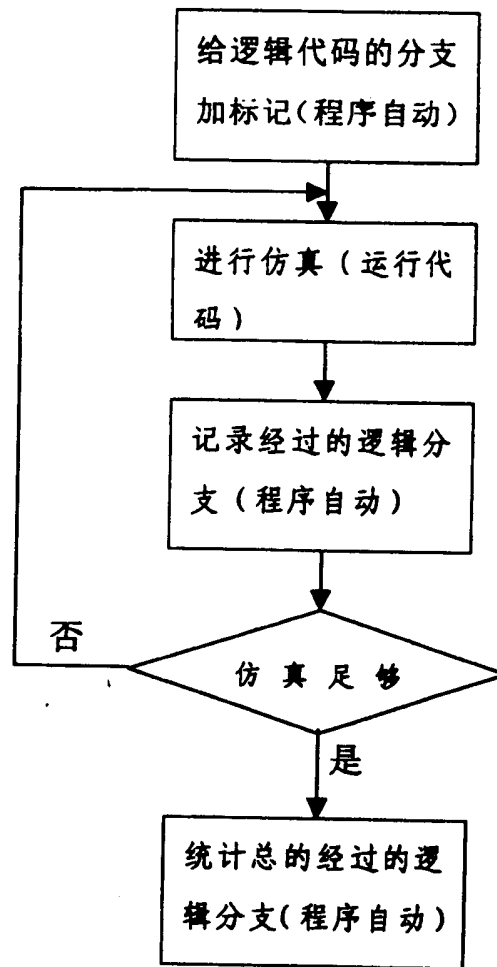 给逻辑代码的分支
加标记(程序自动)
进行仿真(运行代
码)
记录经过的逻辑分
支(程序自动)
否
仿真足够
是
统计总的经过的逻
辑分支(程序自动)